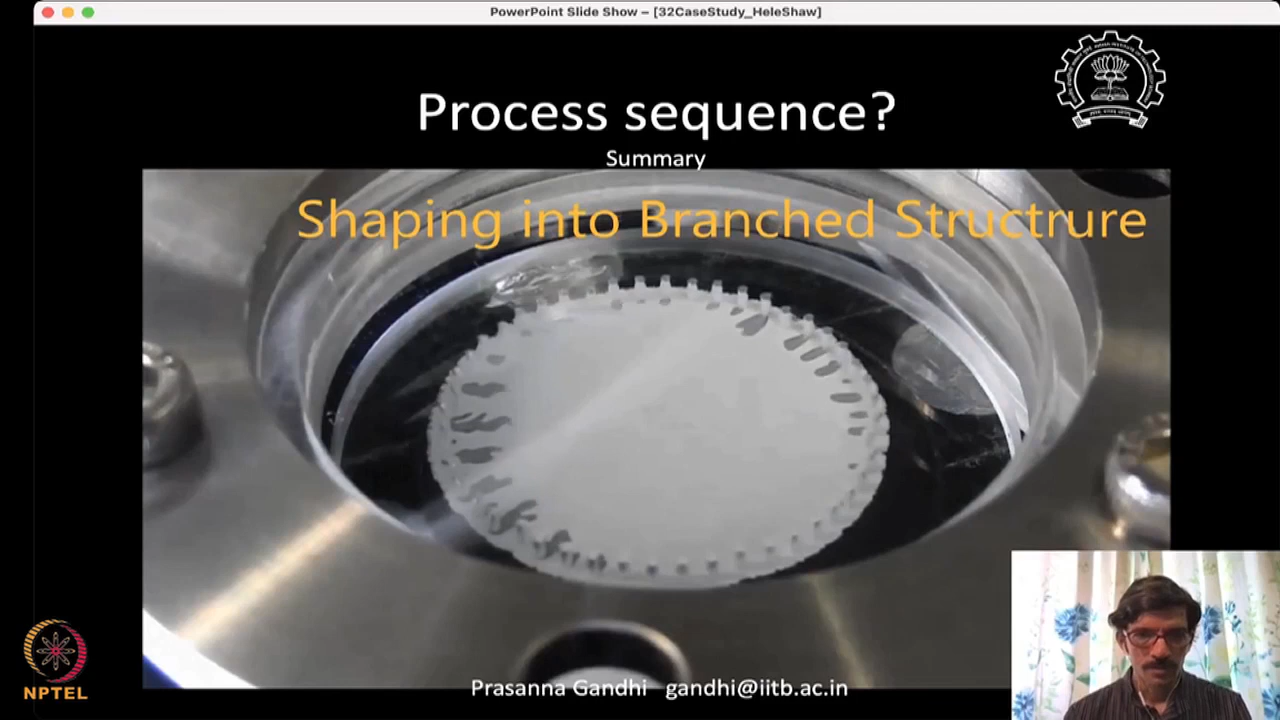 PowerPoint Slide Show – [32CaseStudy_HeleShaw]
Process sequence?
Summary
Shaping into Branched Structrure
Prasanna Gandhi gandhi@iitb.ac.in
NPTEL